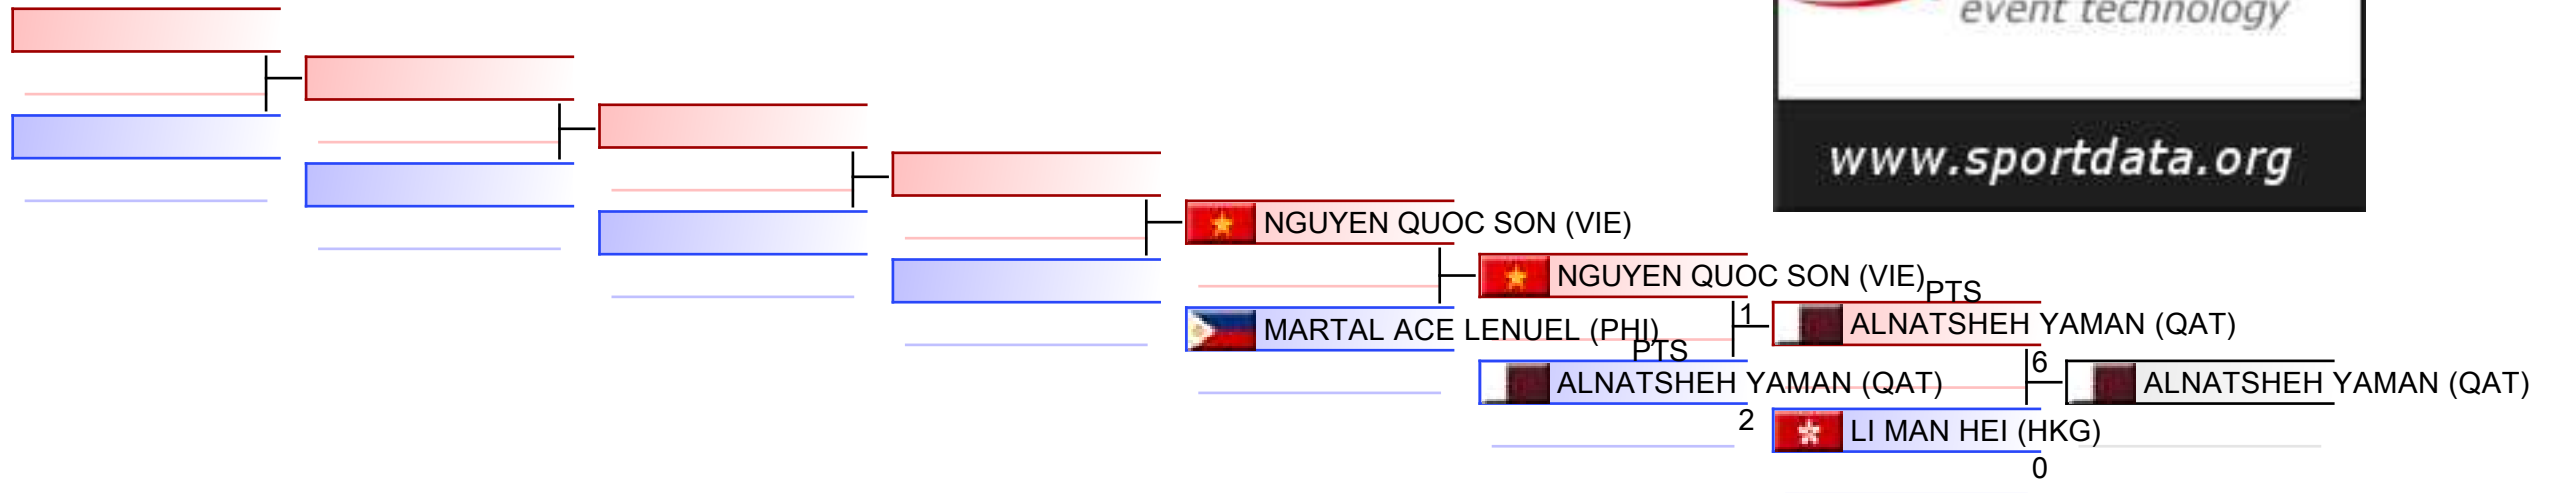 event technology
www.sportdata.org
NGUYEN QUOC SON (VIE)
NGUYEN QUOC SON (VIE)
PTS
1
ALNATSHEH YAMAN (QAT)
MARTAL ACE LENUEL (PHI)
PTS
6
ALNATSHEH YAMAN (QAT)
ALNATSHEH YAMAN (QAT)
2
LI MAN HEI (HKG)
0